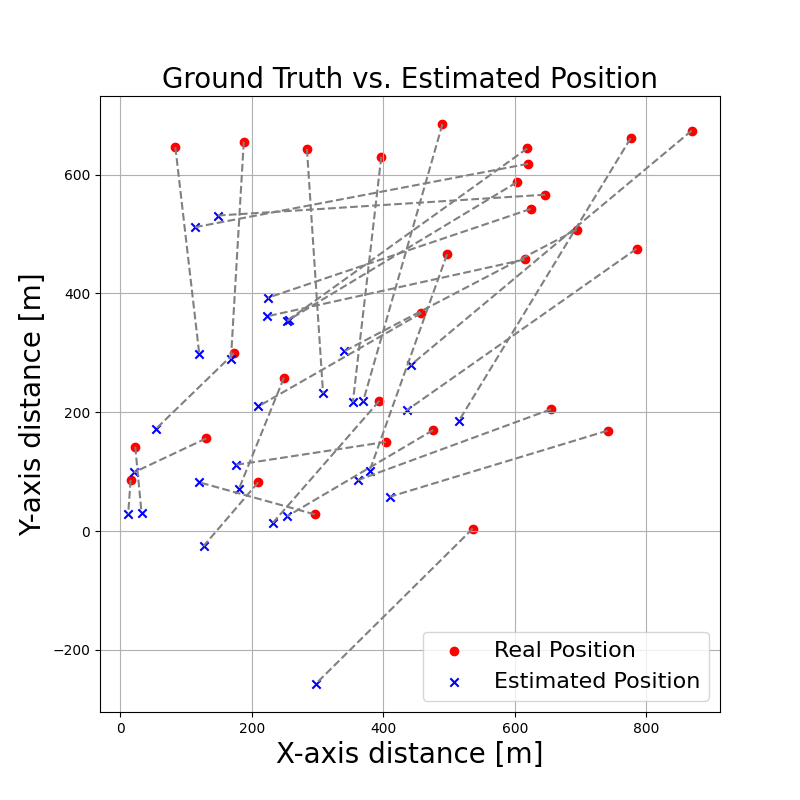 Ground Truth vs. Estimated Position
Y-axis distance [m]
600
400
200
0
−200
0 200 400 600 800
X-axis distance [m]
Real Position
Estimated Position